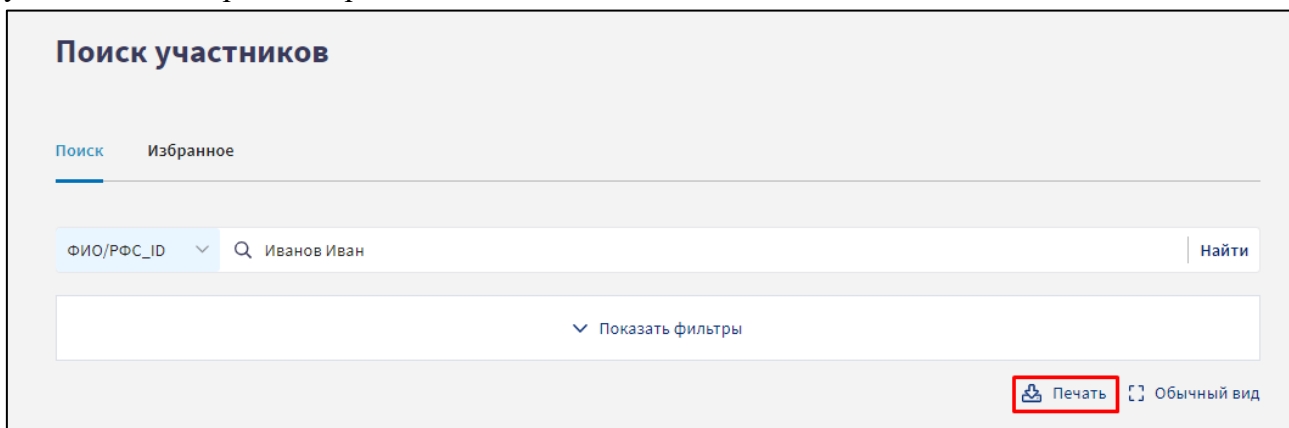 Поиск участников
Поиск Избранное
ФИО/РФС_ID Иванов Иван Найти
Показать фильтры
Печать Обычный вид